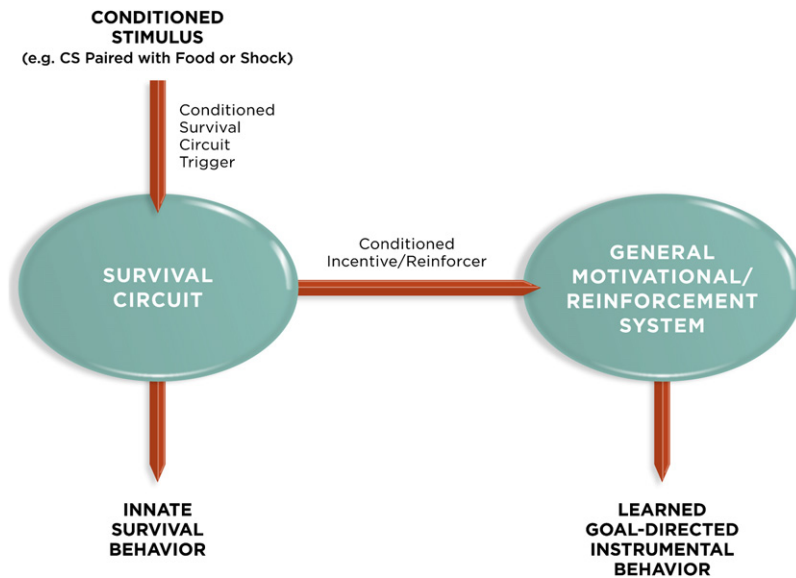 CONDITIONED
STIMULUS
(e.g. CS Paired with Food or Shock)
Conditioned
Survival
Circuit
Trigger
SURVIVAL
CIRCUIT
Conditioned
Incentive/Reinforcer
GENERAL
MOTIVATIONAL/
REINFORCEMENT
SYSTEM
INNATE
SURVIVAL
BEHAVIOR
LEARNED
GOAL-DIRECTED
INSTRUMENTAL
BEHAVIOR